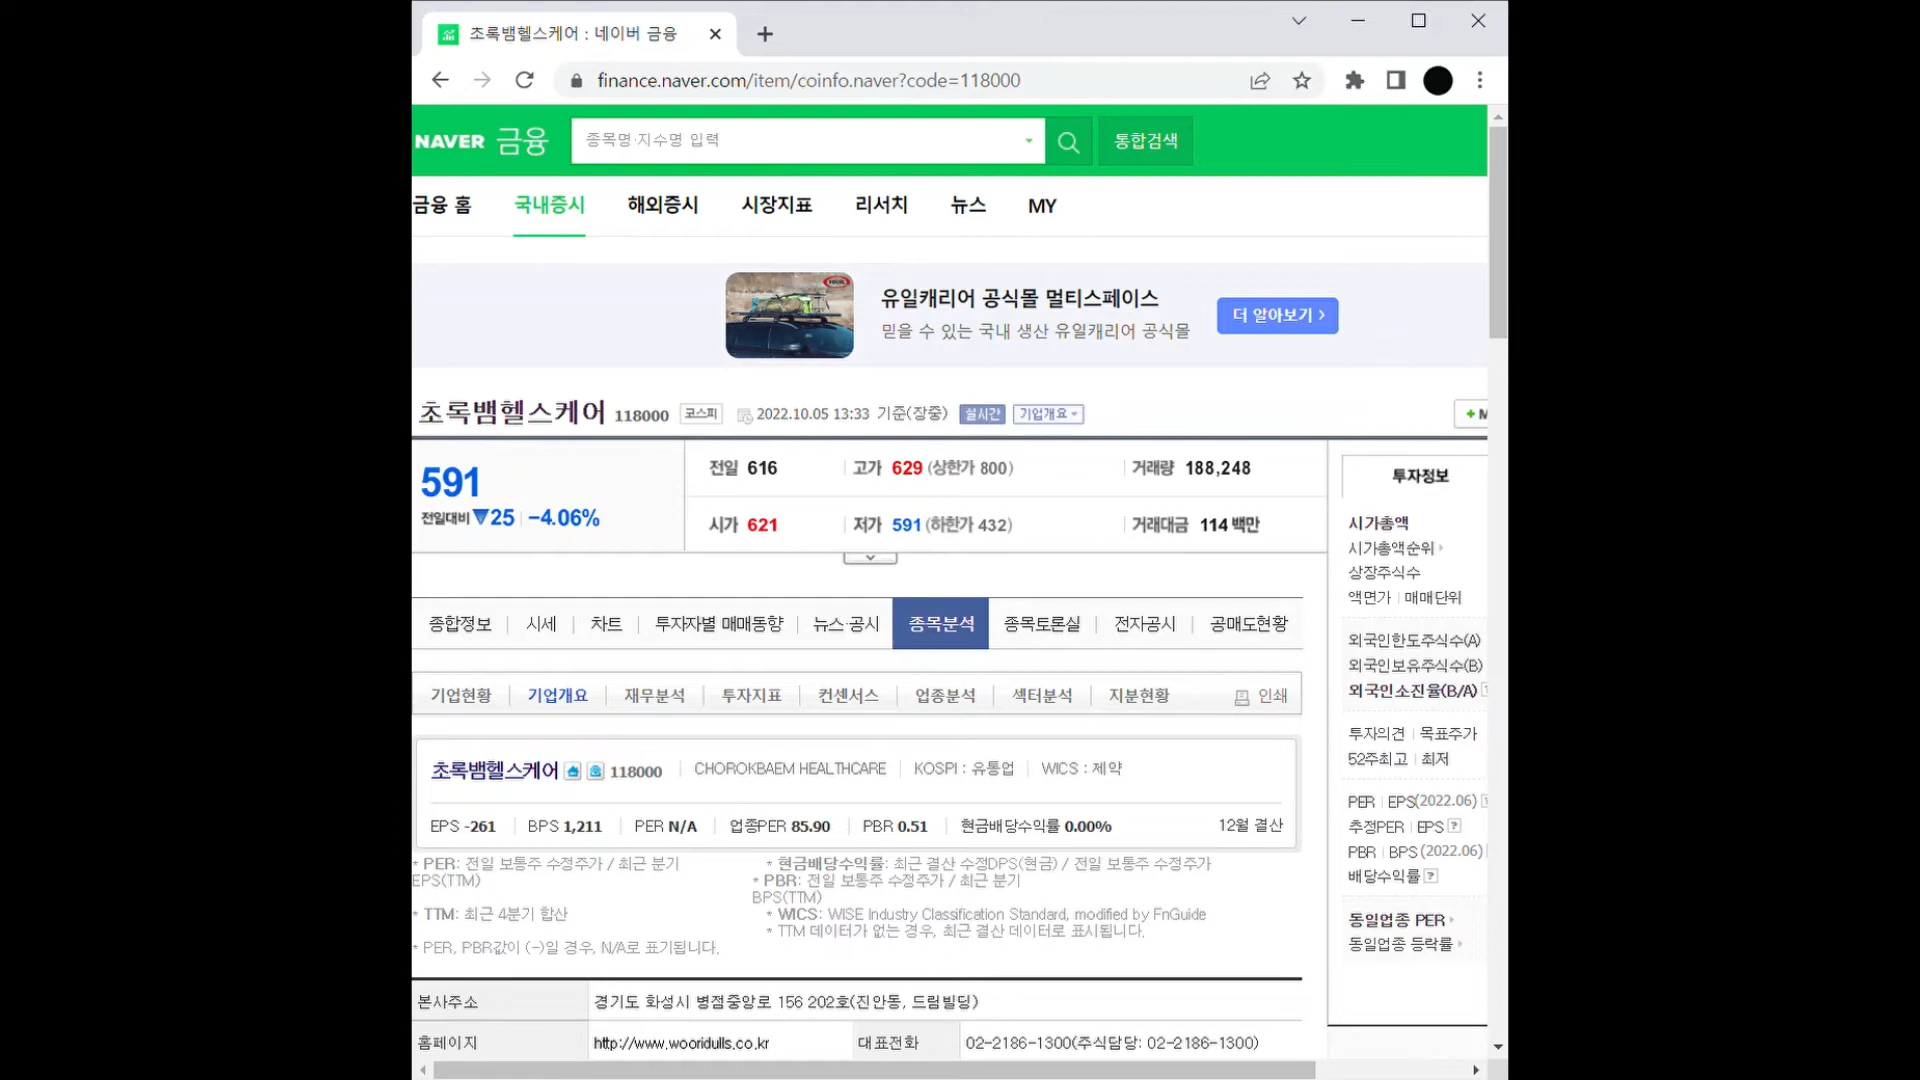 초록뱀헬스케어 : 네이버 금융
finance.naver.com/item/coinfo.naver?code=118000
NAVER 금융 종목명·지수명 입력 통합검색
금융 홈 국내증시 해외증시 시장지표 리서치 뉴스 MY
유일캐리어 공식몰 멀티스페이스
믿을 수 있는 국내 생산 유일캐리어 공식몰
더 알아보기
초록뱀헬스케어 118000 코스피 2022.10.05 13:33 기준(장중) 실시간 기업개요
591
전일대비 ▼25 -4.06%
전일 616 고가 629 (상한가 800) 거래량 188,248
시가 621 저가 591 (하한가 432) 거래대금 114 백만
종합정보 시세 차트 투자자별 매매동향 뉴스·공시 종목분석 종목토론실 전자공시 공매도현황
기업현황 기업개요 재무분석 투자지표 컨센서스 업종분석 섹터분석 지분현황 인쇄
초록뱀헬스케어 118000 CHOROKBAEM HEALTHCARE KOSPI : 유통업 WICS : 제약
EPS -261 BPS 1,211 PER N/A 업종PER 85.90 PBR 0.51 현금배당수익률 0.00% 12월 결산
* PER: 전일 보통주 수정주가 / 최근 분기
EPS(TTM)
* TTM: 최근 4분기 합산
* PER, PBR값이 (-)일 경우, N/A로 표기됩니다.
* 현금배당수익률: 최근 결산 수정DPS(현금) / 전일 보통주 수정주가
* PBR: 전일 보통주 수정주가 / 최근 분기
BPS(TTM)
* WICS: WISE Industry Classification Standard, modified by FnGuide
* TTM 데이터가 없는 경우, 최근 결산 데이터로 표시됩니다.
본사주소 경기도 화성시 병점중앙로 156 202호(진안동, 드림빌딩)
홈페이지 http://www.wooridulls.co.kr 대표전화 02-2186-1300(주식담당: 02-2186-1300)
투자정보
시가총액
시가총액순위
상장주식수
액면가 매매단위
외국인한도주식수(A)
외국인보유주식수(B)
외국인소진율(B/A)
투자의견 목표주가
52주최고 최저
PER EPS(2022.06)
추정PER EPS
PBR BPS (2022.06)
배당수익률
동일업종 PER
동일업종 등락률